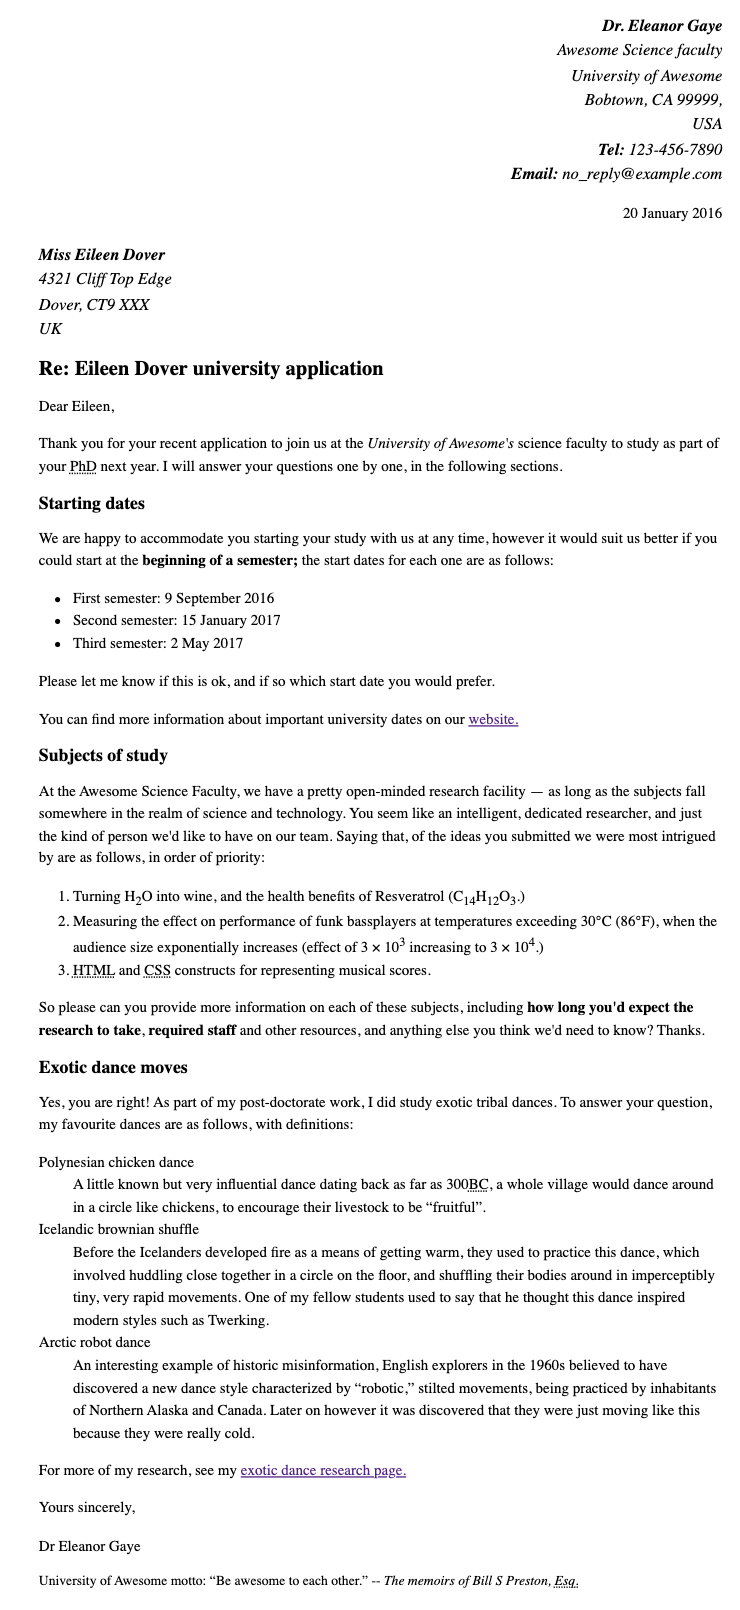 Dr. Eleanor Gaye
Awesome Science faculty
University of Awesome
Bobtown, CA 99999,
USA
Tel: 123-456-7890
Email: no_reply@example.com
20 January 2016
Miss Eileen Dover
4321 Cliff Top Edge
Dover, CT9 XXX
UK
Re: Eileen Dover university application
Dear Eileen,
Thank you for your recent application to join us at the University of Awesome's science faculty to study as part of
your PhD next year. I will answer your questions one by one, in the following sections.
Starting dates
We are happy to accommodate you starting your study with us at any time, however it would suit us better if you
could start at the beginning of a semester; the start dates for each one are as follows:
• First semester: 9 September 2016
• Second semester: 15 January 2017
• Third semester: 2 May 2017
Please let me know if this is ok, and if so which start date you would prefer.
You can find more information about important university dates on our website.
Subjects of study
At the Awesome Science Faculty, we have a pretty open-minded research facility — as long as the subjects fall
somewhere in the realm of science and technology. You seem like an intelligent, dedicated researcher, and just
the kind of person we'd like to have on our team. Saying that, of the ideas you submitted we were most intrigued
by are as follows, in order of priority:
1. Turning H₂O into wine, and the health benefits of Resveratrol (C₁₄H₁₂O₃.)
2. Measuring the effect on performance of funk bassplayers at temperatures exceeding 30°C (86°F), when the
audience size exponentially increases (effect of 3 × 10³ increasing to 3 × 10⁴.)
3. HTML and CSS constructs for representing musical scores.
So please can you provide more information on each of these subjects, including how long you'd expect the
research to take, required staff and other resources, and anything else you think we'd need to know? Thanks.
Exotic dance moves
Yes, you are right! As part of my post-doctorate work, I did study exotic tribal dances. To answer your question,
my favourite dances are as follows, with definitions:
Polynesian chicken dance
A little known but very influential dance dating back as far as 300BC, a whole village would dance around
in a circle like chickens, to encourage their livestock to be “fruitful”.
Icelandic brownian shuffle
Before the Icelanders developed fire as a means of getting warm, they used to practice this dance, which
involved huddling close together in a circle on the floor, and shuffling their bodies around in imperceptibly
tiny, very rapid movements. One of my fellow students used to say that he thought this dance inspired
modern styles such as Twerking.
Arctic robot dance
An interesting example of historic misinformation, English explorers in the 1960s believed to have
discovered a new dance style characterized by “robotic,” stilted movements, being practiced by inhabitants
of Northern Alaska and Canada. Later on however it was discovered that they were just moving like this
because they were really cold.
For more of my research, see my exotic dance research page.
Yours sincerely,
Dr Eleanor Gaye
University of Awesome motto: “Be awesome to each other.” -- The memoirs of Bill S Preston, Esq.